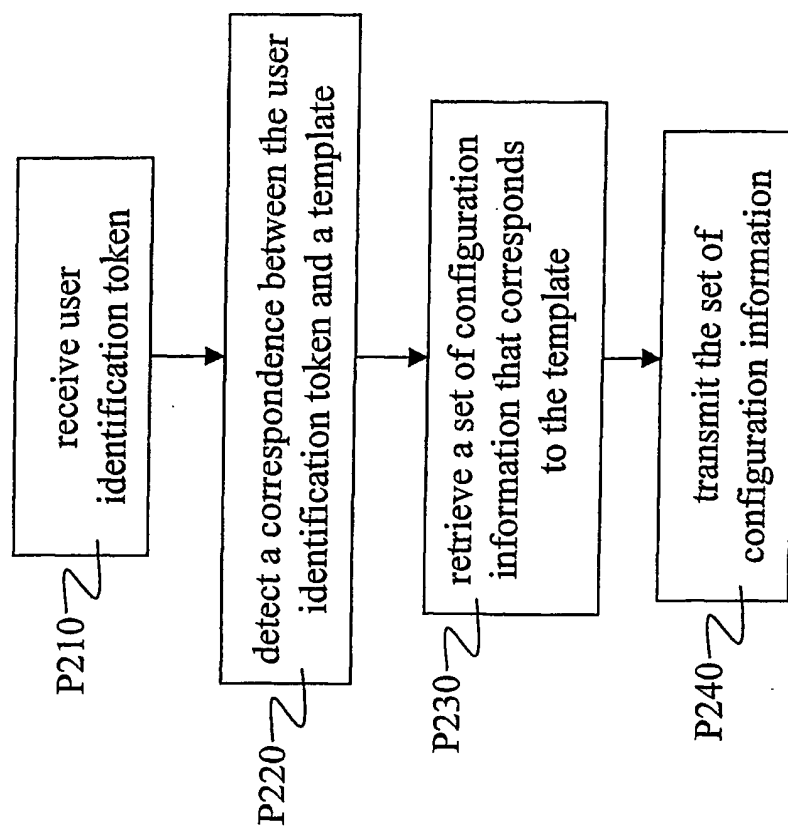 P210
receive user
identification token
P220
detect a correspondence between the user
identification token and a template
P230
retrieve a set of configuration
information that corresponds
to the template
P240
transmit the set of
configuration information